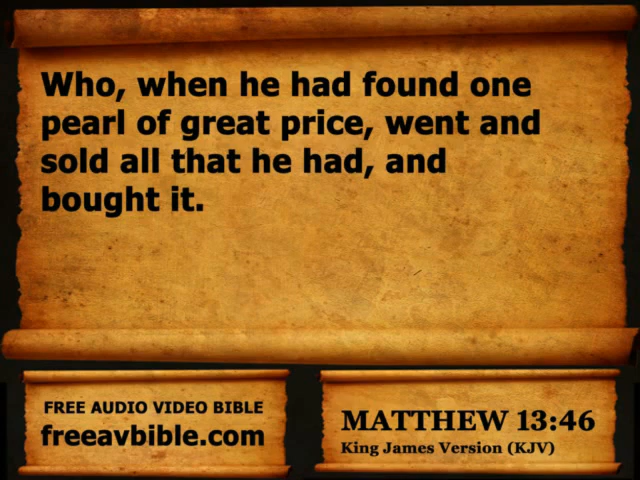 Who, when he had found one
pearl of great price, went and
sold all that he had, and
bought it.
FREE AUDIO VIDEO BIBLE
freeavbible.com
MATTHEW 13:46
King James Version (KJV)